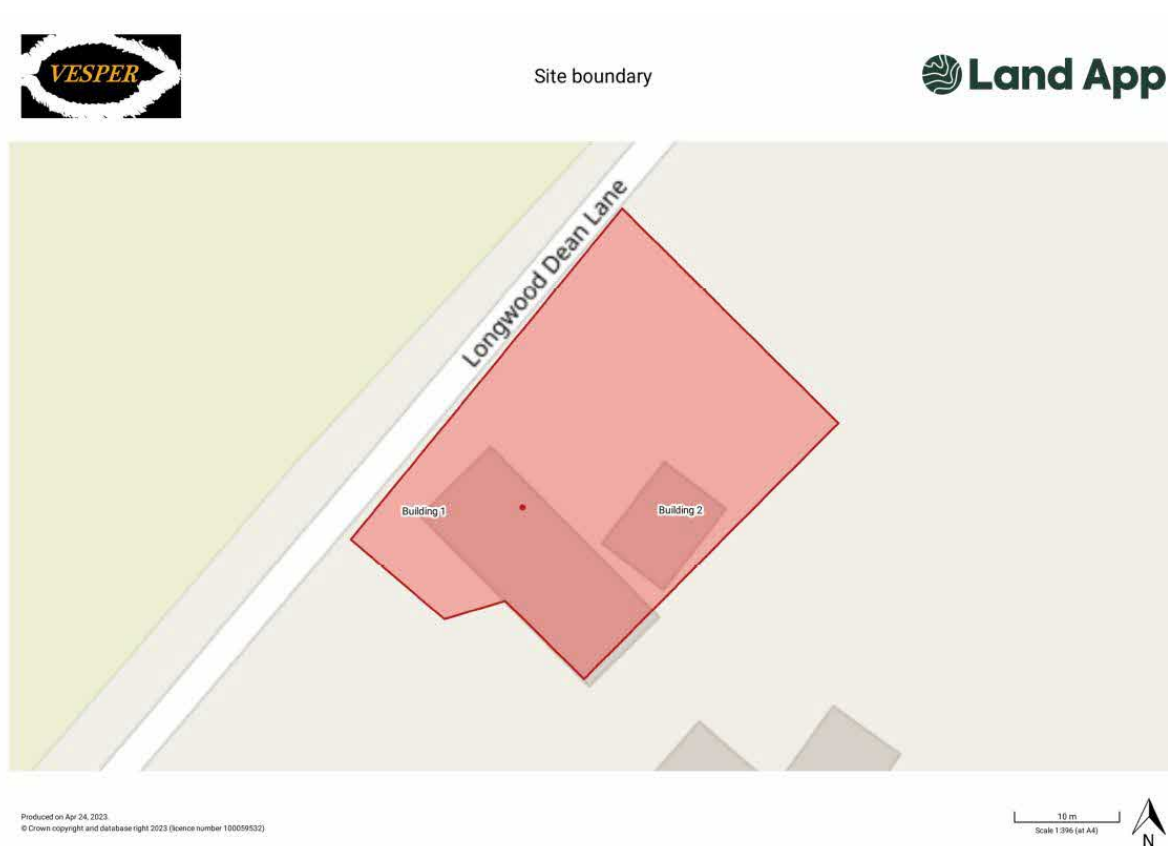 VESPER
Site boundary
Land App
Longwood Dean Lane
Building 1
Building 2
Produced on Apr 24, 2023.
© Crown copyright and database right 2023 (licence number 100059532)
10 m
Scale 1:396 (at A4)
N